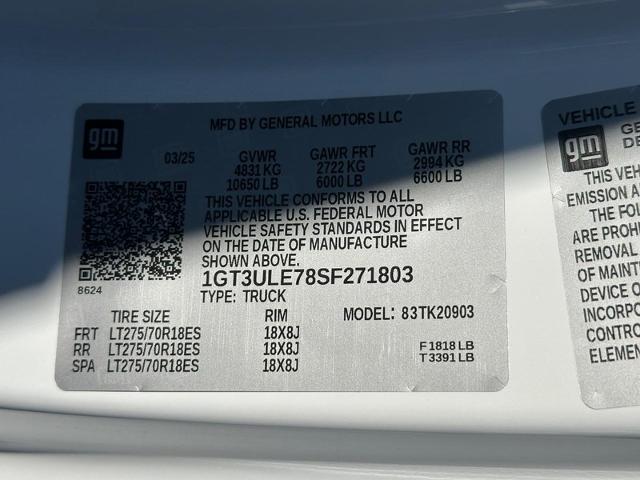 gm
MFD BY GENERAL MOTORS LLC
03/25 GVWR GAWR FRT GAWR RR
4831 KG 2722 KG 2994 KG
10650 LB 6000 LB 6600 LB
THIS VEHICLE CONFORMS TO ALL
APPLICABLE U.S. FEDERAL MOTOR
VEHICLE SAFETY STANDARDS IN EFFECT
ON THE DATE OF MANUFACTURE
SHOWN ABOVE.
8624
1GT3ULE78SF271803
TYPE: TRUCK
TIRE SIZE RIM MODEL: 83TK20903
FRT LT275/70R18ES 18X8J
RR LT275/70R18ES 18X8J F 1818 LB
SPA LT275/70R18ES 18X8J T 3391 LB
VEHICLE
gm
GE
DE
THIS V
EMISSION A
THE FO
ARE PROH
REMOVAL
OF MAINT
DEVICE O
INCORPO
CONTRO
ELEMEN